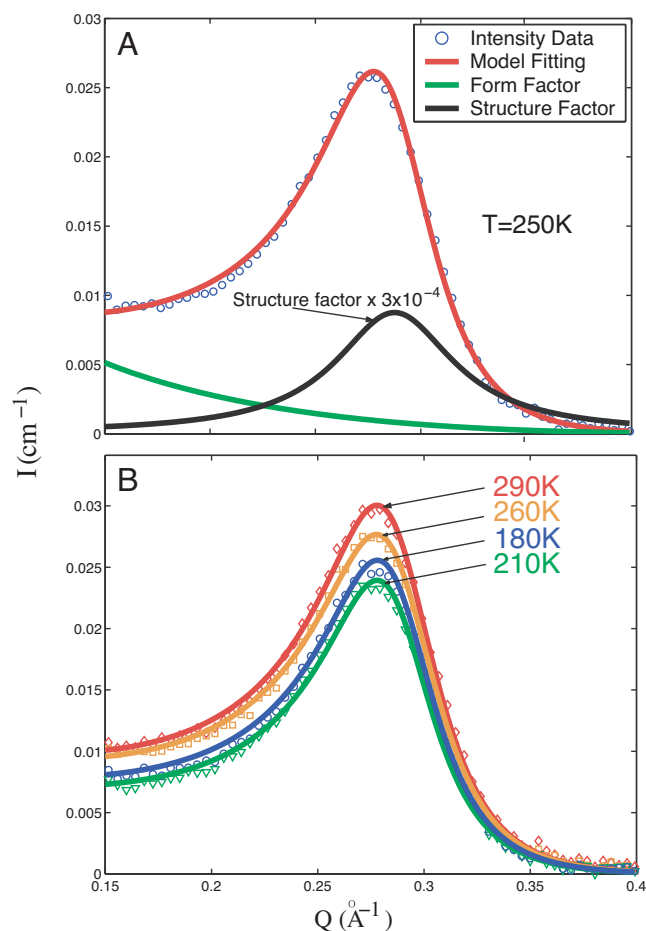 A
Intensity Data
Model Fitting
Form Factor
Structure Factor
T=250K
Structure factor x 3x10⁻⁴
0.03
0.025
0.02
0.015
0.01
0.005
0
I (cm⁻¹)
B
290K
260K
180K
210K
0.03
0.025
0.02
0.015
0.01
0.005
0
0.15
0.2
0.25
0.3
0.35
0.4
Q (Å⁻¹)